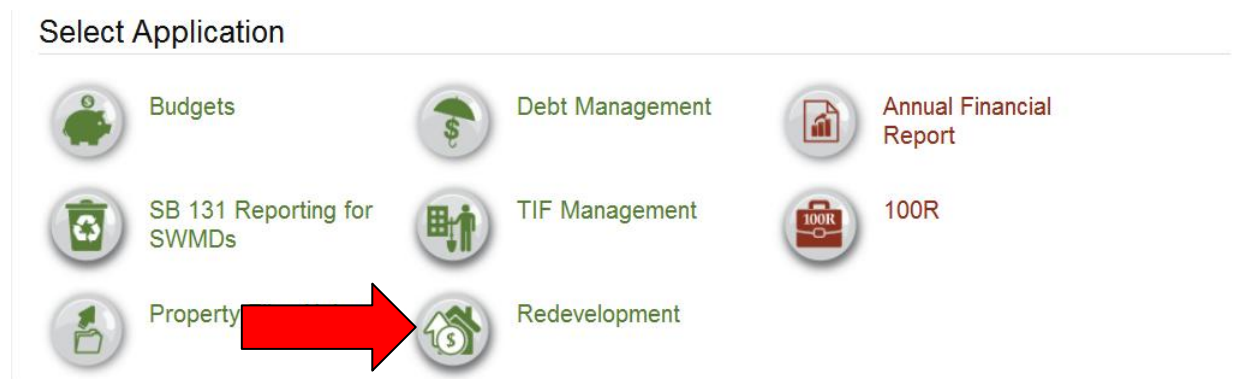 Select Application
Budgets
Debt Management
Annual Financial
Report
SB 131 Reporting for
SWMDs
TIF Management
100R
100R
Property
Redevelopment